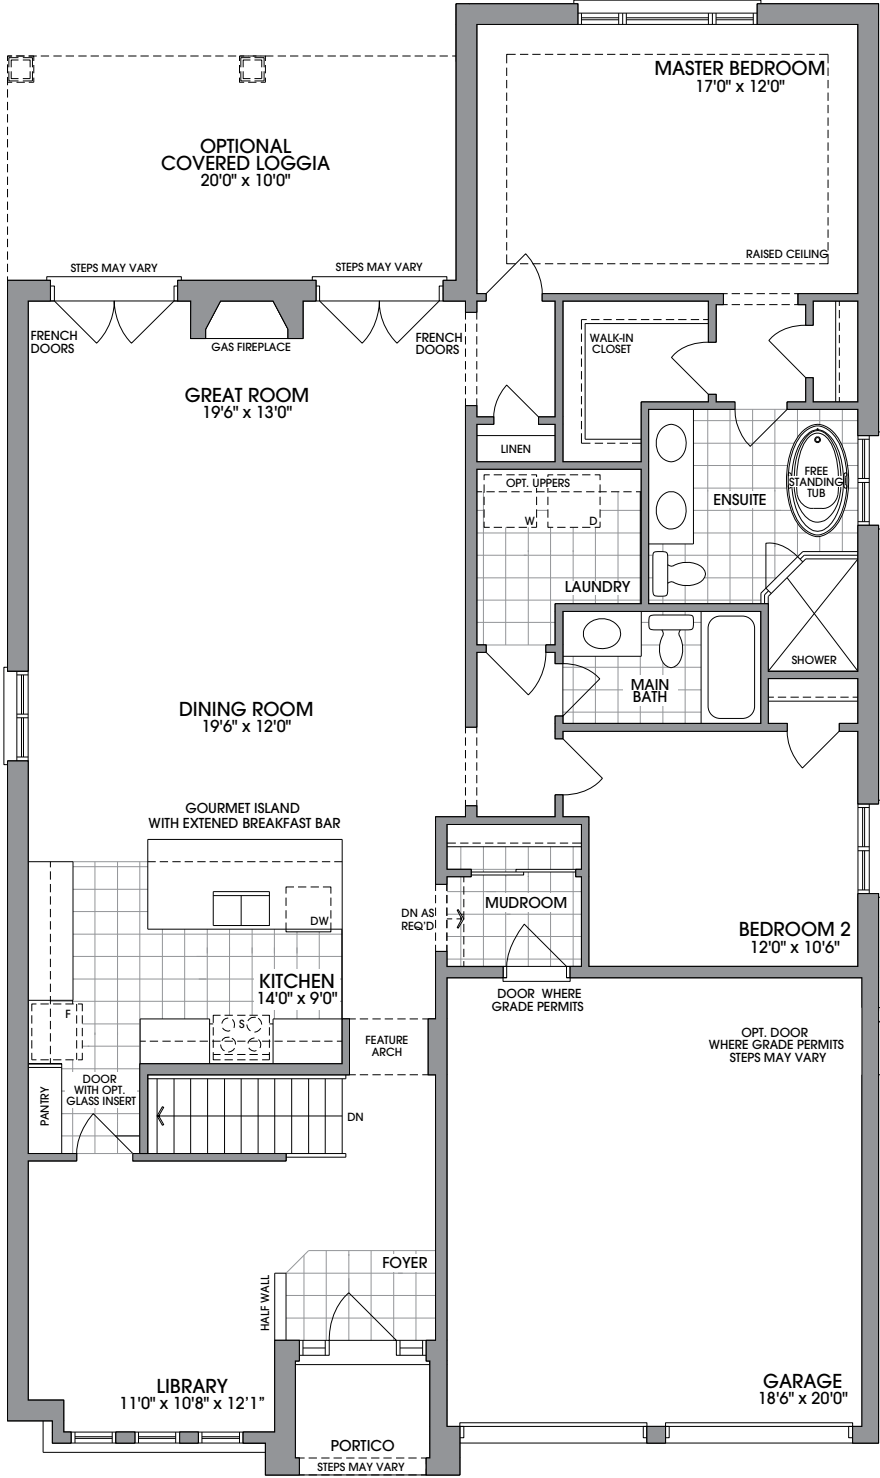 MASTER BEDROOM
17'0" x 12'0"
OPTIONAL
COVERED LOGGIA
20'0" x 10'0"
RAISED CEILING
STEPS MAY VARY
STEPS MAY VARY
FRENCH
DOORS
GAS FIREPLACE
FRENCH
DOORS
WALK-IN
CLOSET
GREAT ROOM
19'6" x 13'0"
LINEN
OPT. UPPERS
W
D
ENSUITE
FREE
STANDING
TUB
LAUNDRY
SHOWER
MAIN
BATH
DINING ROOM
19'6" x 12'0"
GOURMET ISLAND
WITH EXTENED BREAKFAST BAR
DW
DN AS
REQ'D
MUDROOM
BEDROOM 2
12'0" x 10'6"
KITCHEN
14'0" x 9'0"
F
S
DOOR WHERE
GRADE PERMITS
FEATURE
ARCH
OPT. DOOR
WHERE GRADE PERMITS
STEPS MAY VARY
PANTRY
DOOR
WITH OPT.
GLASS INSERT
DN
FOYER
HALF WALL
LIBRARY
11'0" x 10'8" x 12'1"
GARAGE
18'6" x 20'0"
PORTICO
STEPS MAY VARY